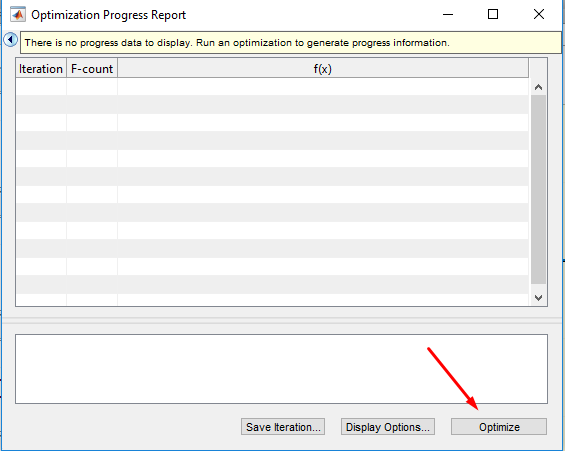 Optimization Progress Report
There is no progress data to display. Run an optimization to generate progress information.
Iteration F-count f(x)
Save Iteration... Display Options... Optimize